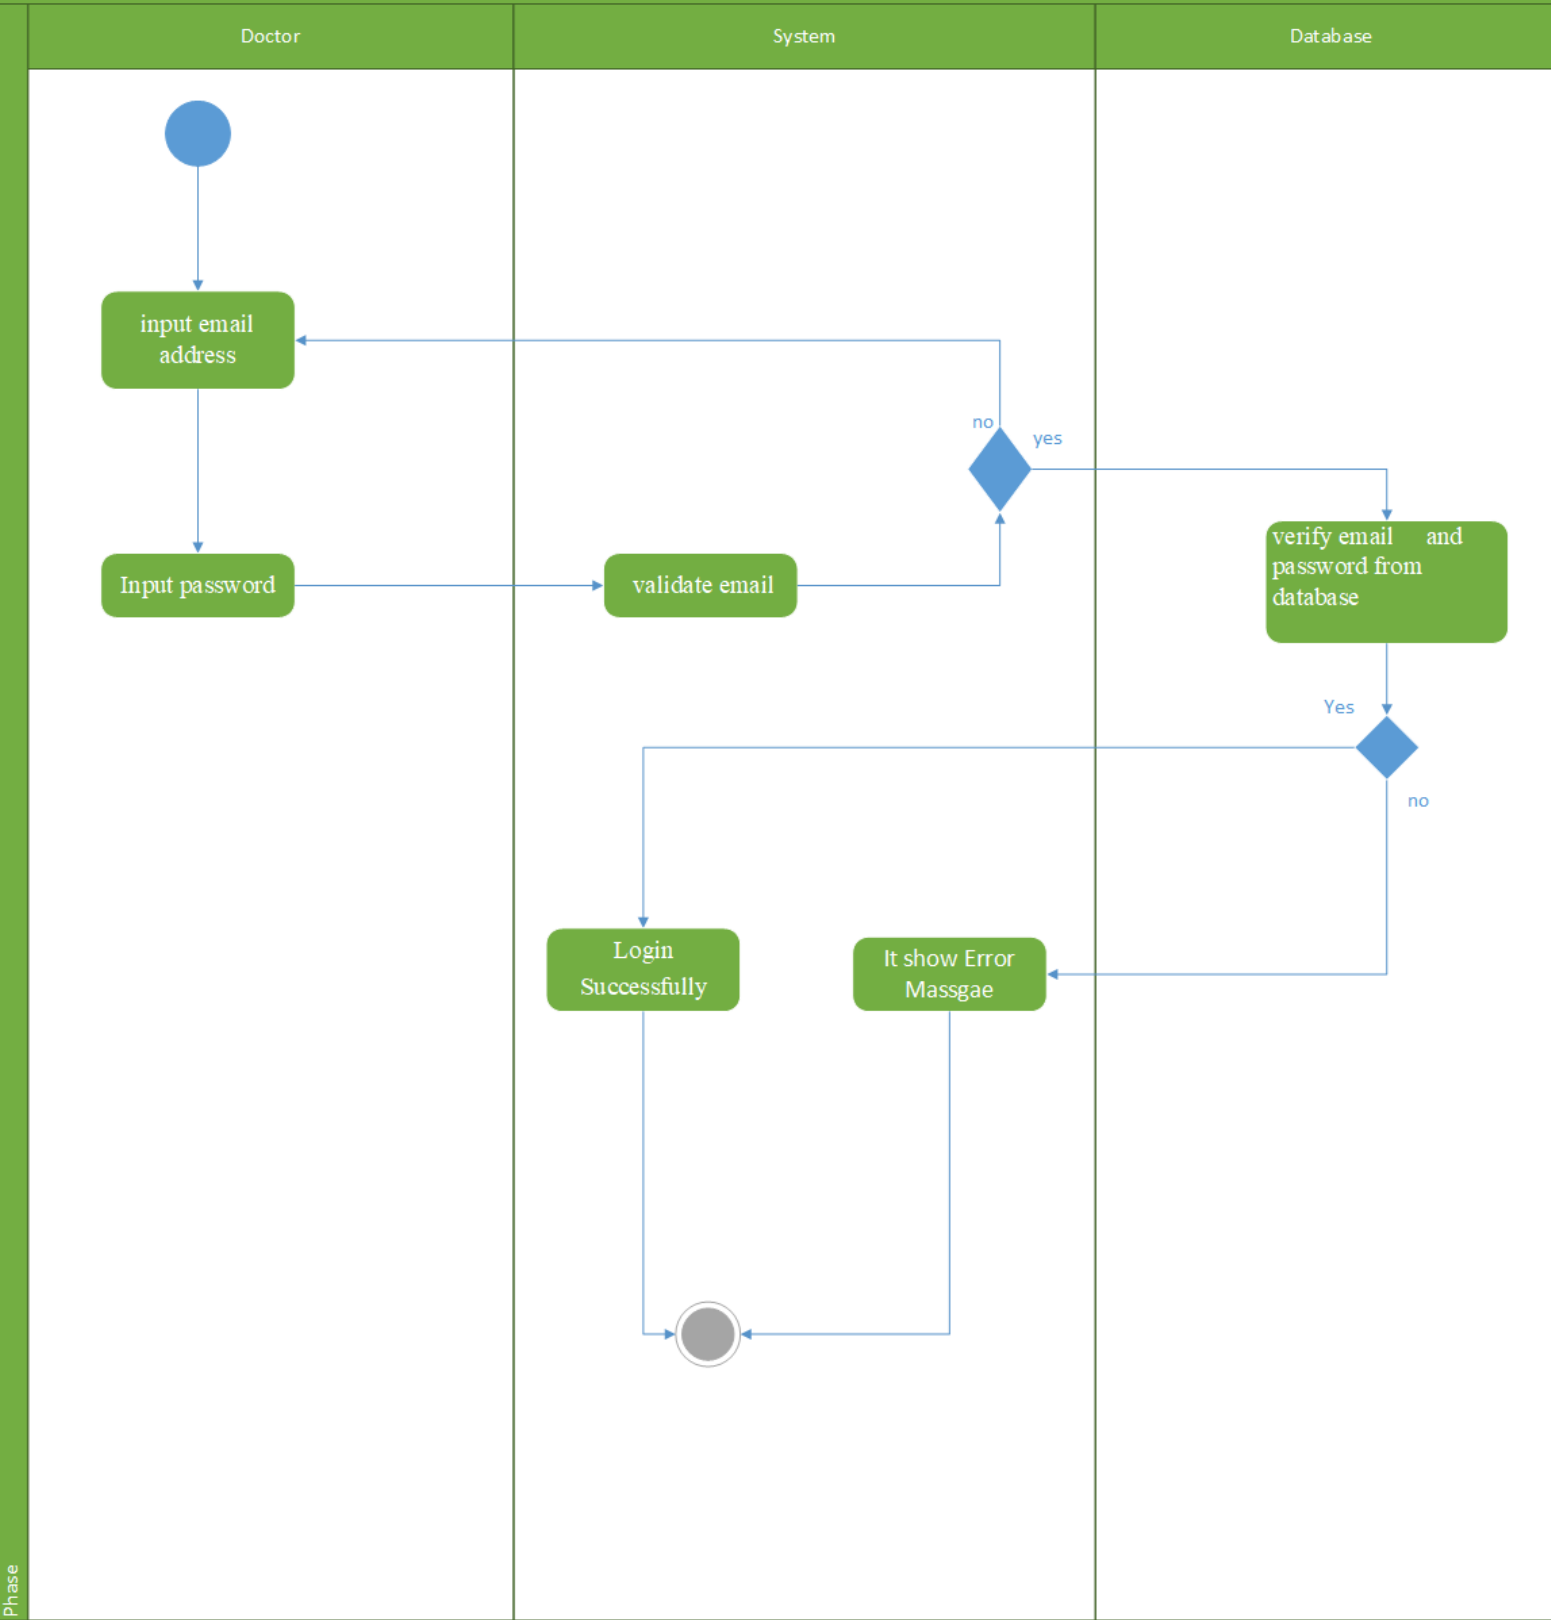 Doctor
System
Database
input email
address
no
yes
verify email and
password from
database
Input password
validate email
Yes
no
Login
Successfully
It show Error
Massgae
Phase